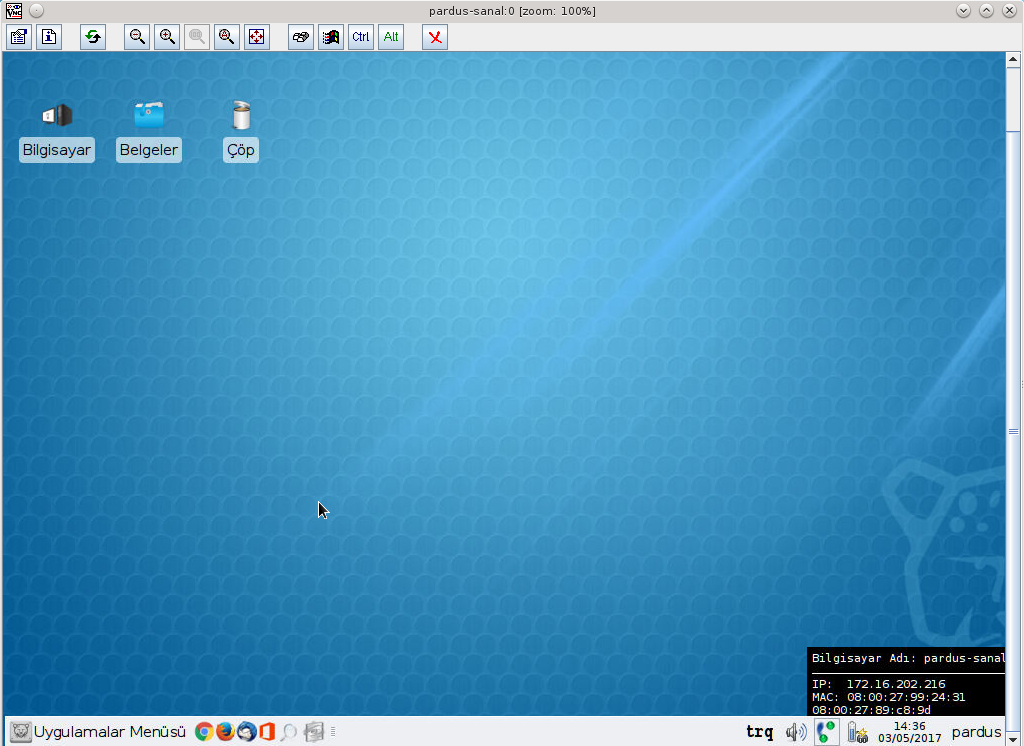 pardus-sanal:0 [zoom: 100%]
Ctrl Alt
Bilgisayar Belgeler Çöp
Bilgisayar Adı: pardus-sanal
IP: 172.16.202.216
MAC: 08:00:27:99:24:31
08:00:27:89:c8:9d
Uygulamalar Menüsü trq 14:36 pardus
03/05/2017